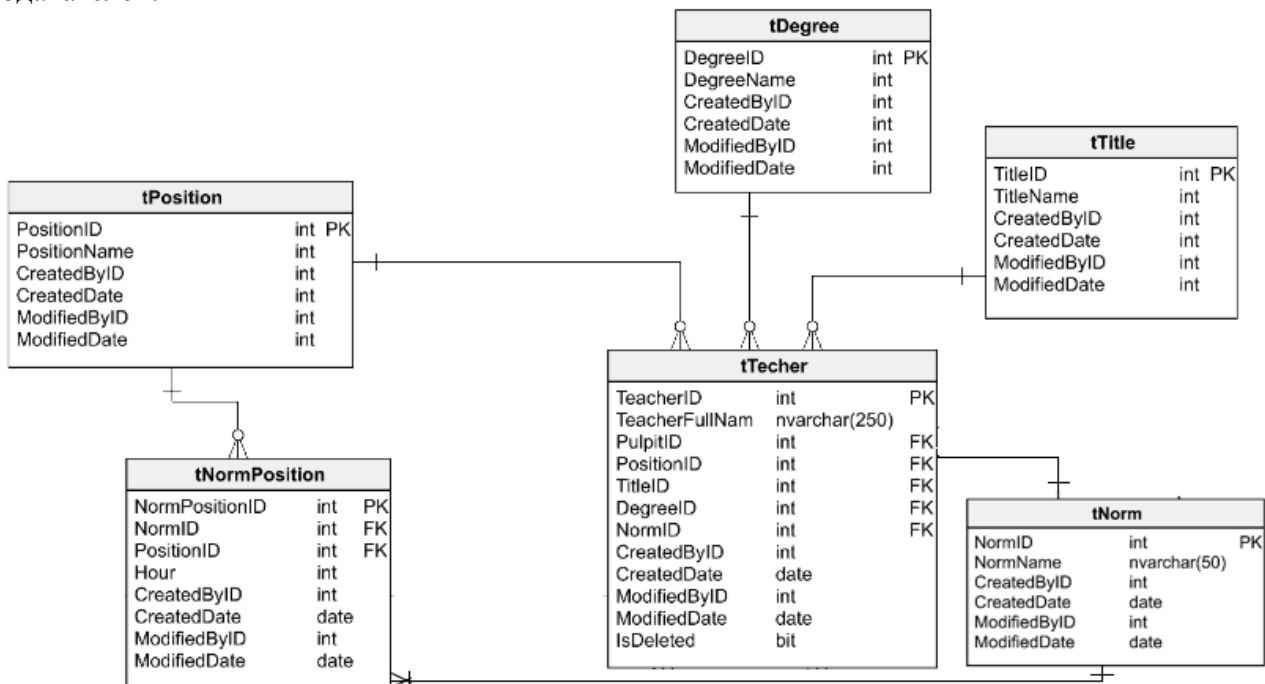 tDegree
DegreeID int PK
DegreeName int
CreatedByID int
CreatedDate int
ModifiedByID int
ModifiedDate int
tTitle
TitleID int PK
TitleName int
CreatedByID int
CreatedDate int
ModifiedByID int
ModifiedDate int
tPosition
PositionID int PK
PositionName int
CreatedByID int
CreatedDate int
ModifiedByID int
ModifiedDate int
tTecher
TeacherID int PK
TeacherFullNam nvarchar(250)
PulpitID int FK
PositionID int FK
TitleID int FK
DegreeID int FK
NormID int FK
CreatedByID int
CreatedDate date
ModifiedByID int
ModifiedDate date
IsDeleted bit
tNormPosition
NormPositionID int PK
NormID int FK
PositionID int FK
Hour int
CreatedByID int
CreatedDate date
ModifiedByID int
ModifiedDate date
tNorm
NormID int PK
NormName nvarchar(50)
CreatedByID int
CreatedDate date
ModifiedByID int
ModifiedDate date